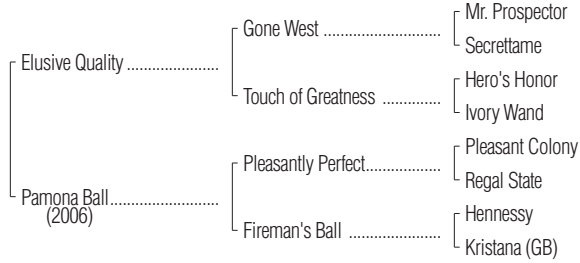 Mr. Prospector
Gone West ......................
Secrettame
Elusive Quality .....................
Hero's Honor
Touch of Greatness .............
Ivory Wand
Pleasant Colony
Pleasantly Perfect................
Regal State
Pamona Ball.........................
(2006)
Hennessy
Fireman's Ball .....................
Kristana (GB)